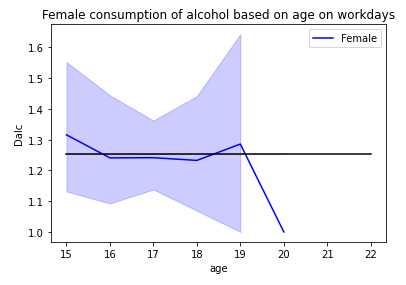 Female consumption of alcohol based on age on workdays
Female
1.6
1.5
1.4
1.3
1.2
1.1
1.0
Dalc
15 16 17 18 19 20 21 22
age